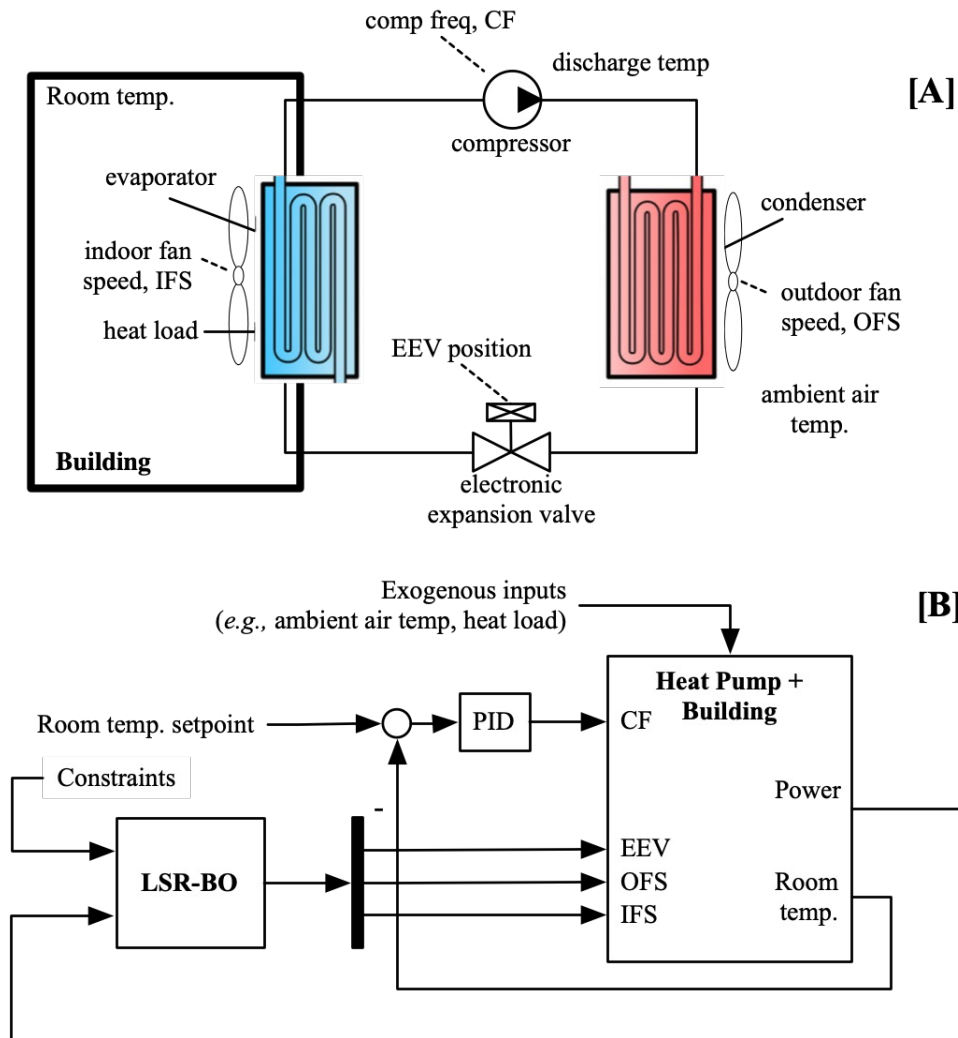 comp freq, CF
discharge temp
[A]
Room temp.
compressor
evaporator
condenser
indoor fan
speed, IFS
outdoor fan
speed, OFS
heat load
EEV position
ambient air
temp.
Building
electronic
expansion valve
Exogenous inputs
(e.g., ambient air temp, heat load)
[B]
Heat Pump +
Building
Room temp. setpoint
PID
CF
Constraints
Power
-
LSR-BO
EEV
OFS
IFS
Room
temp.